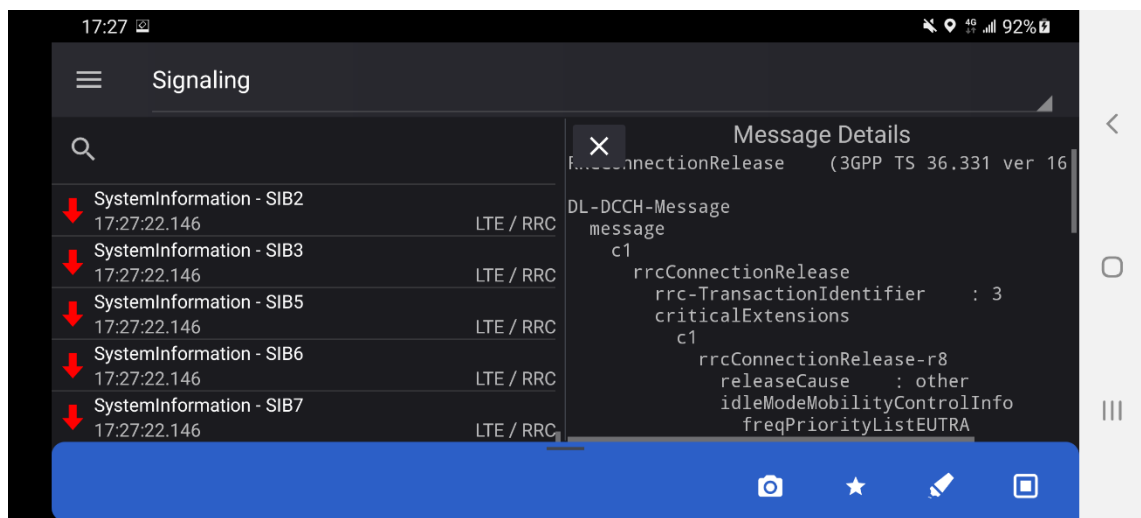 17:27
4G
92%
Signaling
SystemInformation - SIB2
17:27:22.146 LTE / RRC
SystemInformation - SIB3
17:27:22.146 LTE / RRC
SystemInformation - SIB5
17:27:22.146 LTE / RRC
SystemInformation - SIB6
17:27:22.146 LTE / RRC
SystemInformation - SIB7
17:27:22.146 LTE / RRC
Message Details
(3GPP TS 36.331 ver 16
DL-DCCH-Message
message
c1
rrcConnectionRelease
rrc-TransactionIdentifier : 3
criticalExtensions
c1
rrcConnectionRelease-r8
releaseCause : other
idleModeMobilityControlInfo
freqPriorityListEUTRA